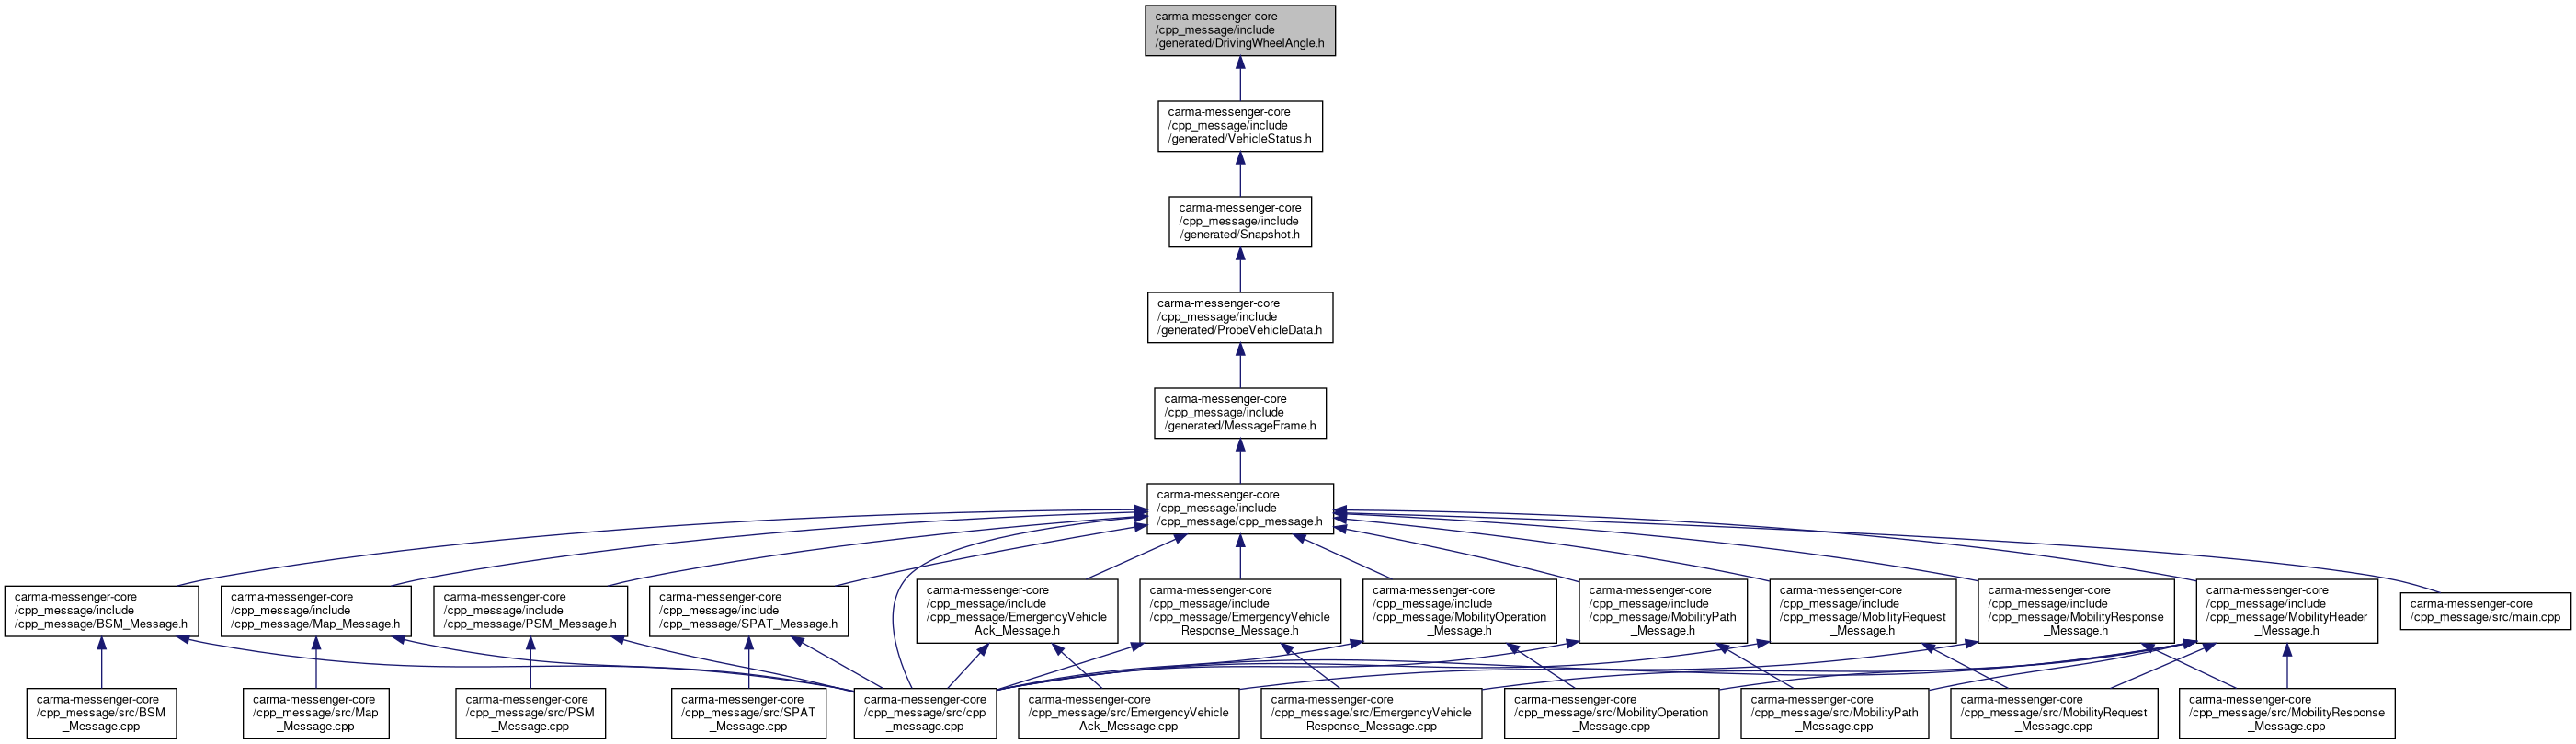 carma-messenger-core
/cpp_message/include
/generated/DrivingWheelAngle.h
carma-messenger-core
/cpp_message/include
/generated/VehicleStatus.h
carma-messenger-core
/cpp_message/include
/generated/Snapshot.h
carma-messenger-core
/cpp_message/include
/generated/ProbeVehicleData.h
carma-messenger-core
/cpp_message/include
/generated/MessageFrame.h
carma-messenger-core
/cpp_message/include
/cpp_message/cpp_message.h
carma-messenger-core
/cpp_message/include
/cpp_message/BSM_Message.h
carma-messenger-core
/cpp_message/include
/cpp_message/Map_Message.h
carma-messenger-core
/cpp_message/include
/cpp_message/PSM_Message.h
carma-messenger-core
/cpp_message/include
/cpp_message/SPAT_Message.h
carma-messenger-core
/cpp_message/include
/cpp_message/EmergencyVehicle
Ack_Message.h
carma-messenger-core
/cpp_message/include
/cpp_message/EmergencyVehicle
Response_Message.h
carma-messenger-core
/cpp_message/include
/cpp_message/MobilityOperation
_Message.h
carma-messenger-core
/cpp_message/include
/cpp_message/MobilityPath
_Message.h
carma-messenger-core
/cpp_message/include
/cpp_message/MobilityRequest
_Message.h
carma-messenger-core
/cpp_message/include
/cpp_message/MobilityResponse
_Message.h
carma-messenger-core
/cpp_message/include
/cpp_message/MobilityHeader
_Message.h
carma-messenger-core
/cpp_message/src/main.cpp
carma-messenger-core
/cpp_message/src/BSM
_Message.cpp
carma-messenger-core
/cpp_message/src/Map
_Message.cpp
carma-messenger-core
/cpp_message/src/PSM
_Message.cpp
carma-messenger-core
/cpp_message/src/SPAT
_Message.cpp
carma-messenger-core
/cpp_message/src/cpp
_message.cpp
carma-messenger-core
/cpp_message/src/EmergencyVehicle
Ack_Message.cpp
carma-messenger-core
/cpp_message/src/EmergencyVehicle
Response_Message.cpp
carma-messenger-core
/cpp_message/src/MobilityOperation
_Message.cpp
carma-messenger-core
/cpp_message/src/MobilityPath
_Message.cpp
carma-messenger-core
/cpp_message/src/MobilityRequest
_Message.cpp
carma-messenger-core
/cpp_message/src/MobilityResponse
_Message.cpp